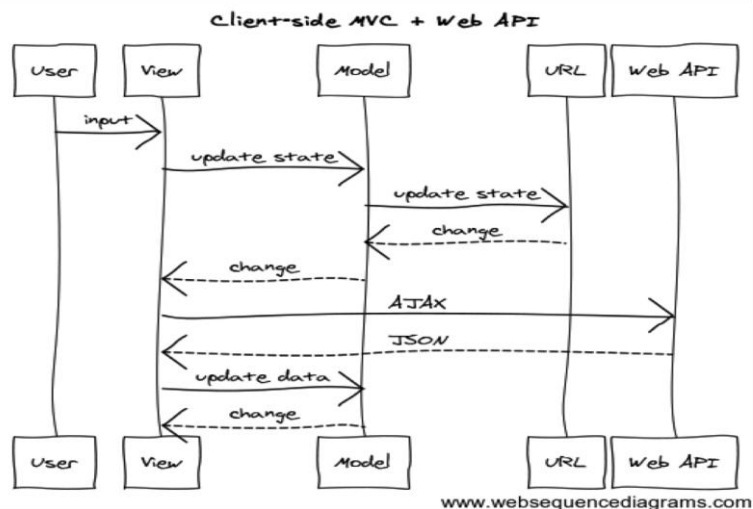 Client-side MVC + Web API
User View Model URL Web API
input
update state
update state
change
change
AJAX
JSON
update data
change
User View Model URL Web API
www.websequencediagrams.com